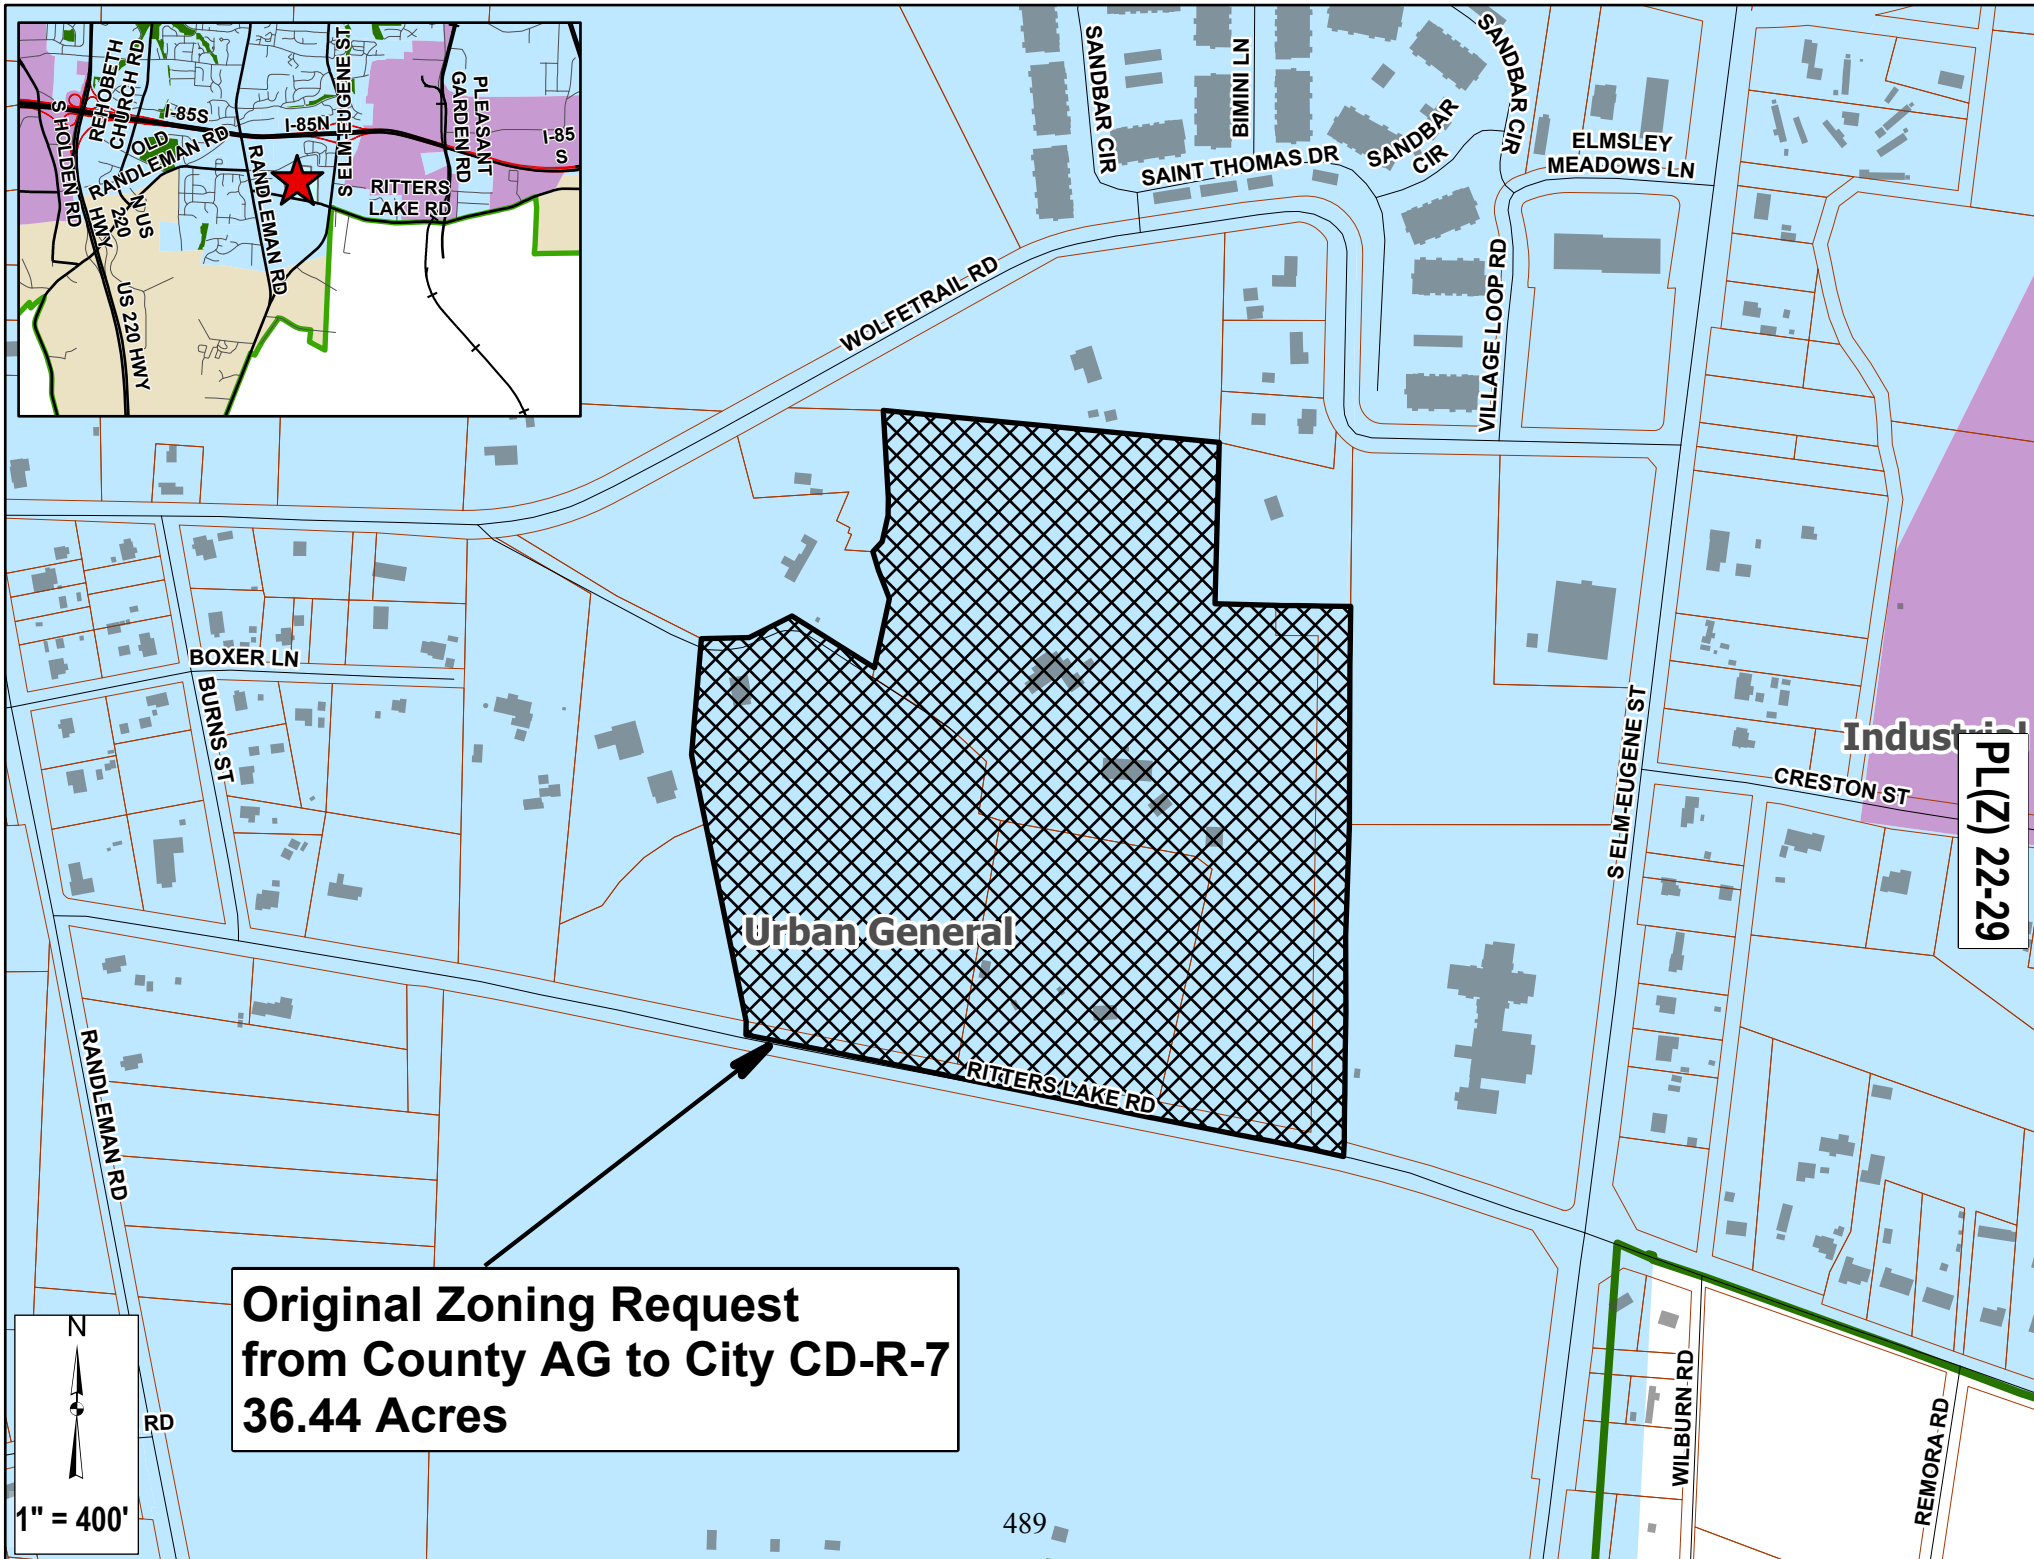 REHOBETH
CHURCH RD
S HOLDEN RD
I-85S
OLD
RANDLEMAN RD
I-85N
S ELM-EUGENE ST
PLEASANT
GARDEN RD
I-85
S
RANDLEMAN RD
RITTERS
LAKE RD
N US
220
HWY
US 220 HWY
SANDBAR CIR
BIMINI LN
SANDBAR CIR
SANDBAR
CIR
SAINT THOMAS DR
ELMSLEY
MEADOWS LN
WOLFETRAIL RD
VILLAGE LOOP RD
BOXER LN
BURNS ST
S ELM-EUGENE ST
Industrial
CRESTON ST
PL(Z) 22-29
Urban General
RITTERS LAKE RD
RANDLEMAN RD
Original Zoning Request
from County AG to City CD-R-7
36.44 Acres
N
1" = 400'
RD
WILBURN RD
REMORA RD
489